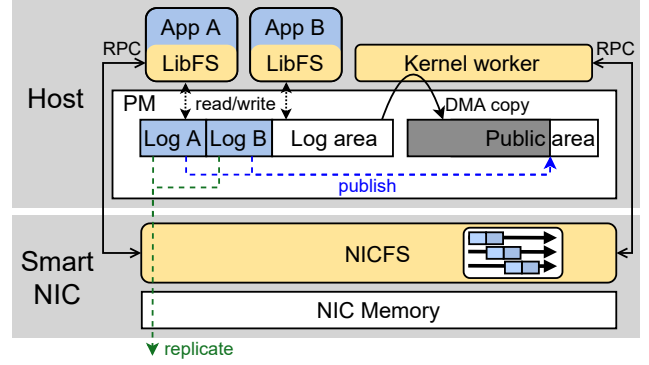 App A
App B
RPC
LibFS
LibFS
Kernel worker
RPC
Host
PM
read/write
DMA copy
Log A
Log B
Log area
Public area
publish
Smart
NIC
NICFS
NIC Memory
replicate